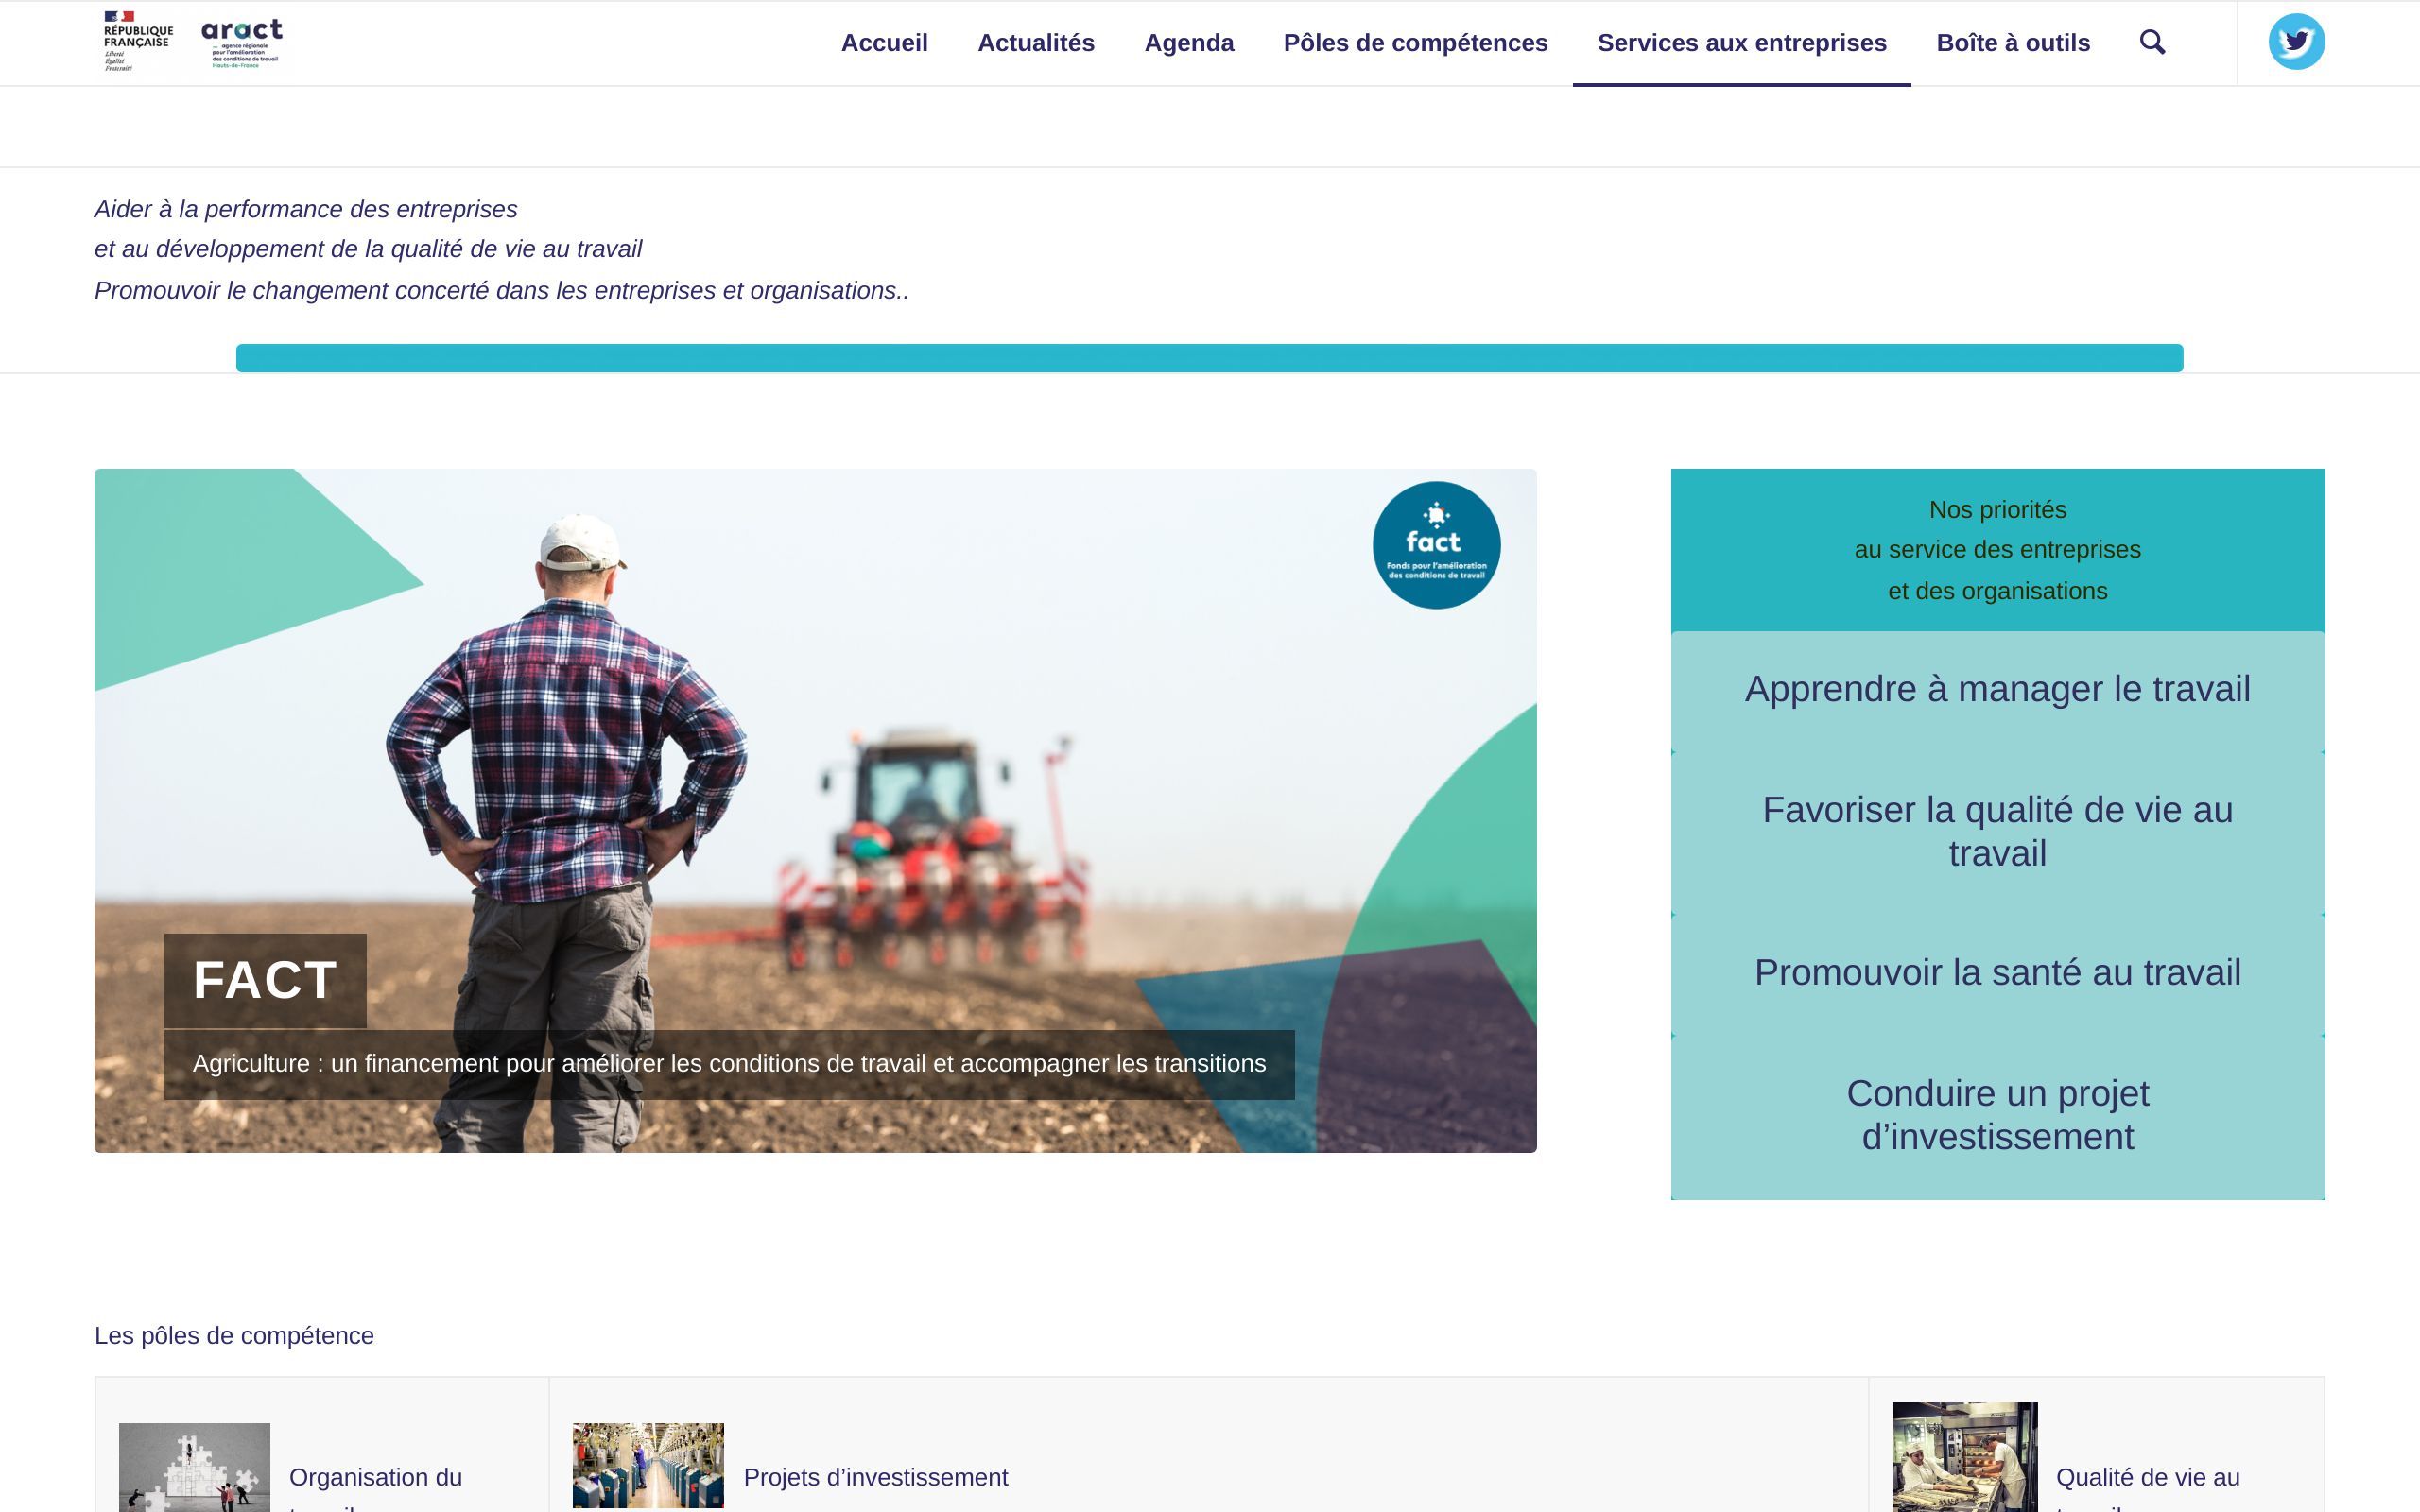 RÉPUBLIQUE
FRANÇAISE
Liberté
Égalité
Fraternité
aract
agence régionale
pour l'amélioration
des conditions de travail
Hauts-de-France
Accueil
Actualités
Agenda
Pôles de compétences
Services aux entreprises
Boîte à outils
Aider à la performance des entreprises
et au développement de la qualité de vie au travail
Promouvoir le changement concerté dans les entreprises et organisations..
fact
Fonds pour l'amélioration
des conditions de travail
FACT
Agriculture : un financement pour améliorer les conditions de travail et accompagner les transitions
Nos priorités
au service des entreprises
et des organisations
Apprendre à manager le travail
Favoriser la qualité de vie au
travail
Promouvoir la santé au travail
Conduire un projet
d’investissement
Les pôles de compétence
Organisation du
Projets d’investissement
Qualité de vie au